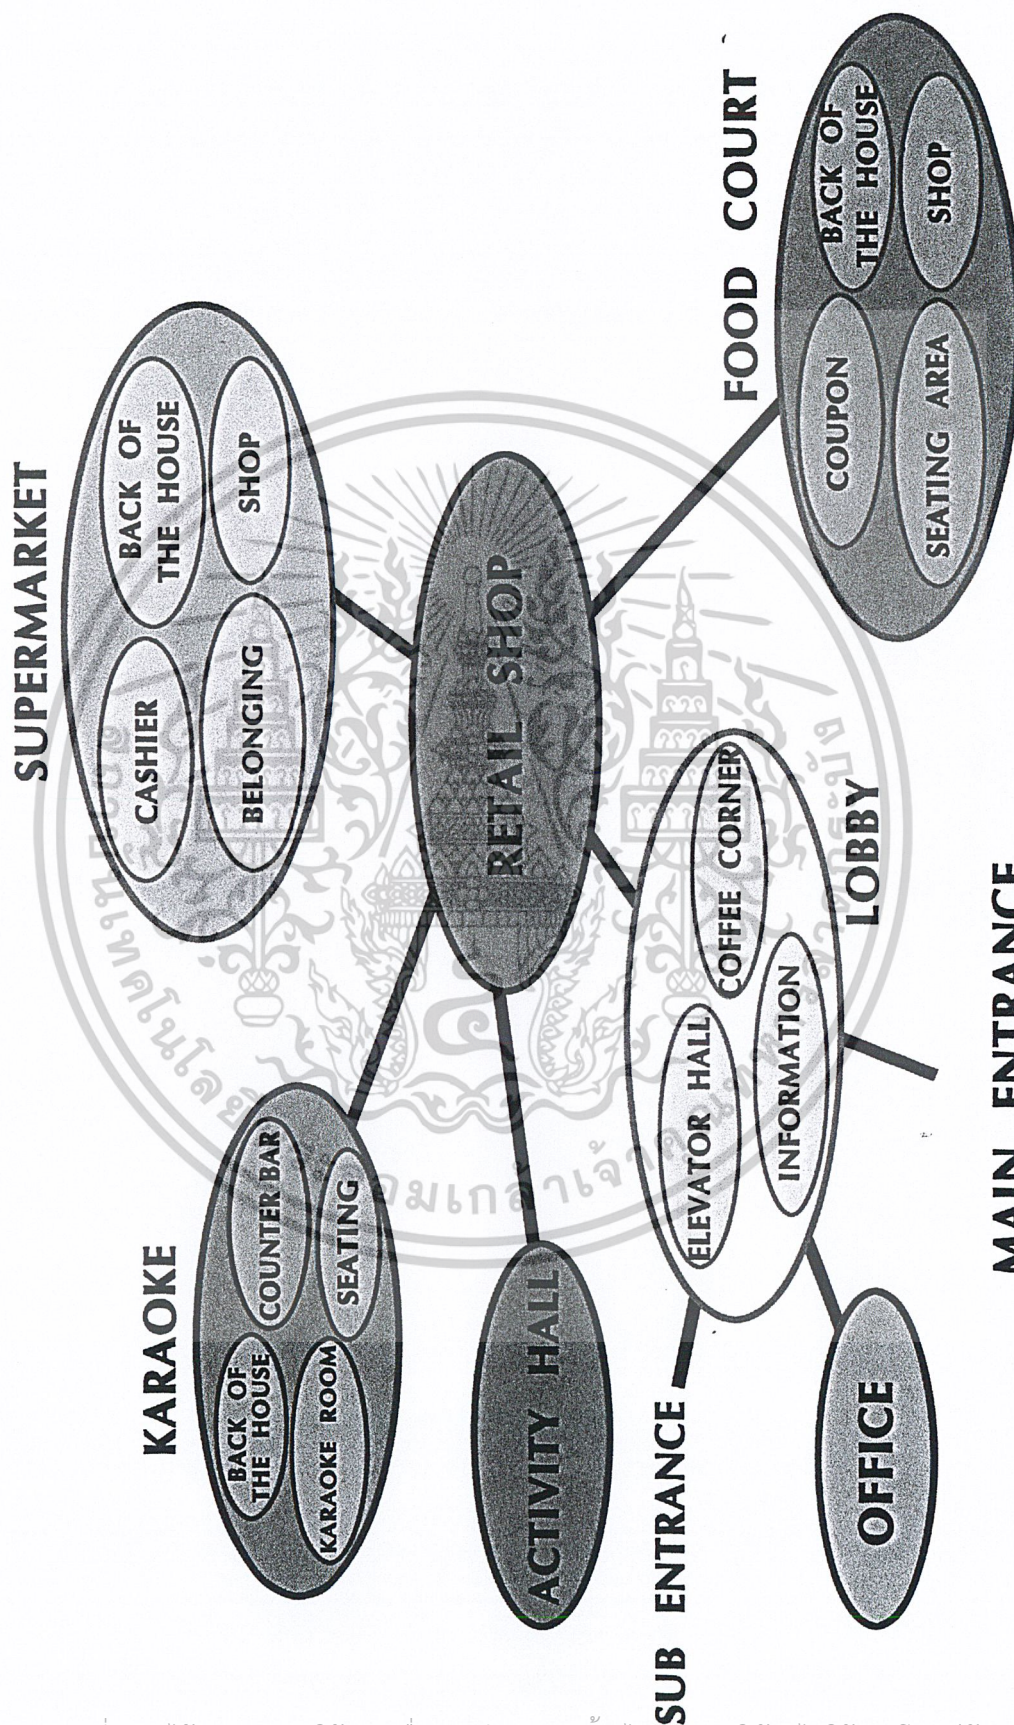 SUPERMARKET
CASHIER
BACK OF
THE HOUSE
BELONGING
SHOP
KARAOKE
BACK OF
THE HOUSE
COUNTER BAR
KARAOKE ROOM
SEATING
RETAIL SHOP
ACTIVITY HALL
FOOD COURT
COUPON
BACK OF
THE HOUSE
SEATING AREA
SHOP
SUB ENTRANCE
ELEVATOR HALL
COFFEE CORNER
INFORMATION
LOBBY
OFFICE
MAIN ENTRANCE